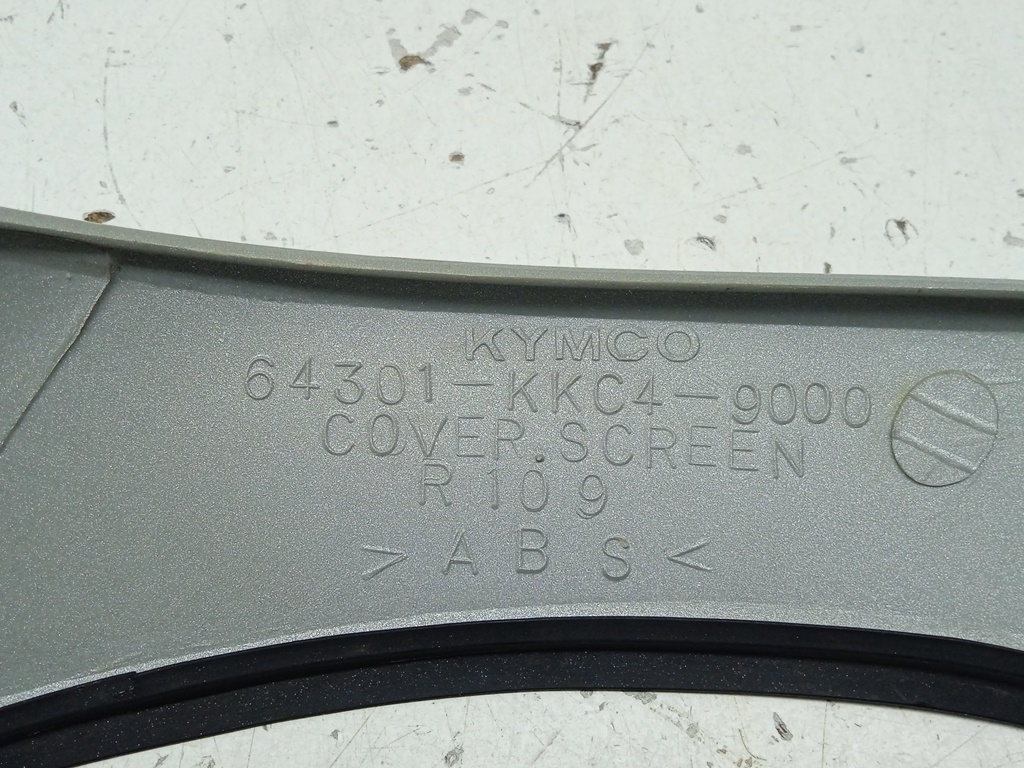 KYMCO
64301-KKC4-9000
COVER.SCREEN
R109
>ABS<